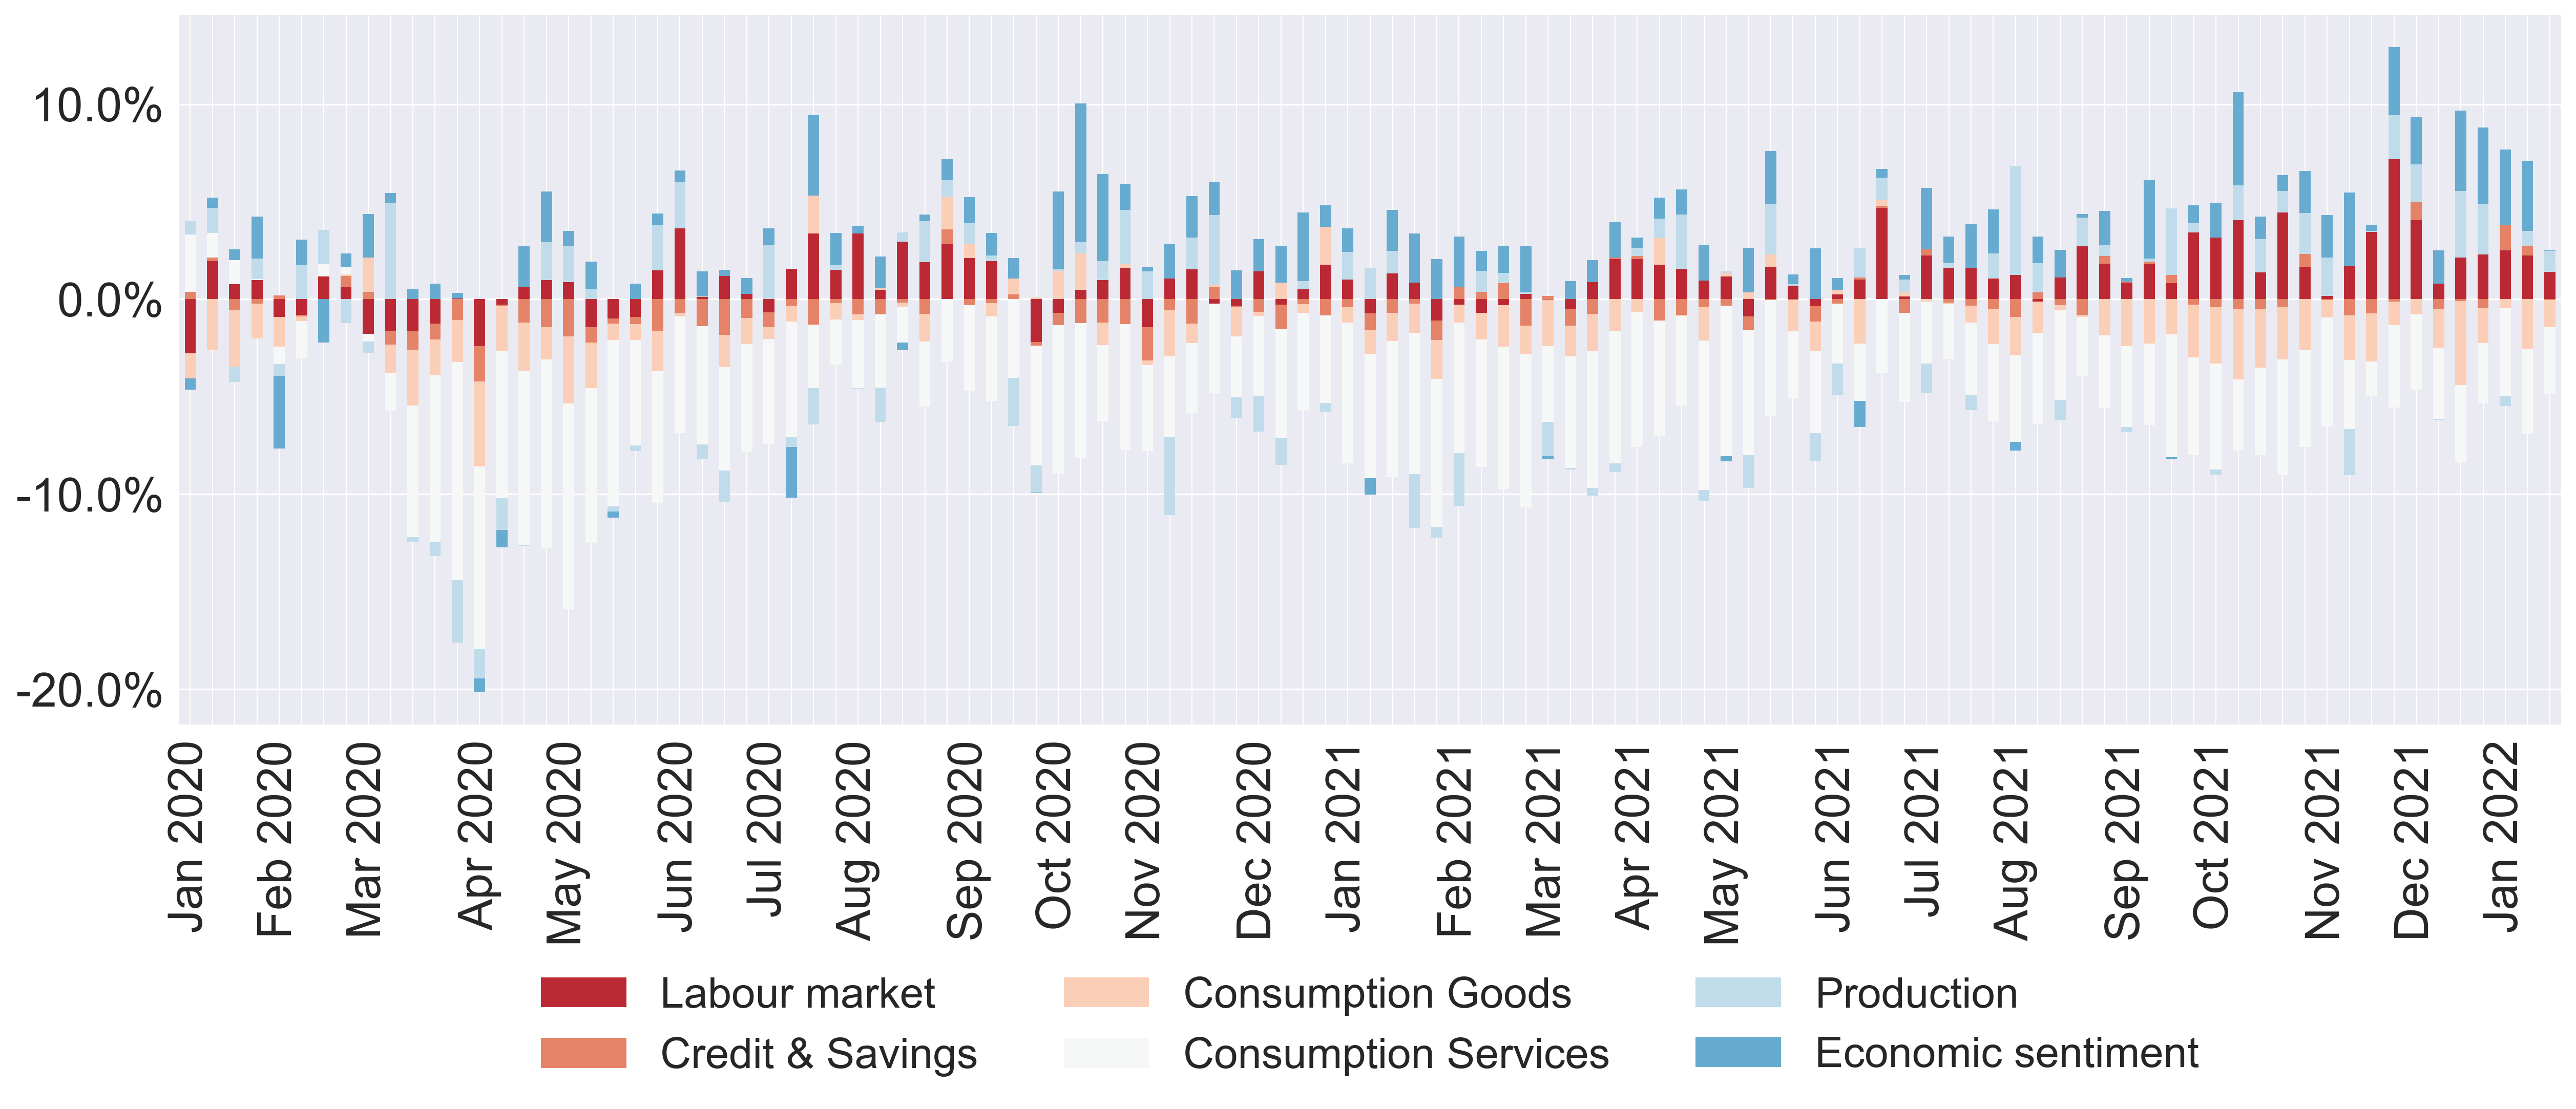 10.0%
0.0%
-10.0%
-20.0%
Jan 2020
Feb 2020
Mar 2020
Apr 2020
May 2020
Jun 2020
Jul 2020
Aug 2020
Sep 2020
Oct 2020
Nov 2020
Dec 2020
Jan 2021
Feb 2021
Mar 2021
Apr 2021
May 2021
Jun 2021
Jul 2021
Aug 2021
Sep 2021
Oct 2021
Nov 2021
Dec 2021
Jan 2022
Labour market
Credit & Savings
Consumption Goods
Consumption Services
Production
Economic sentiment